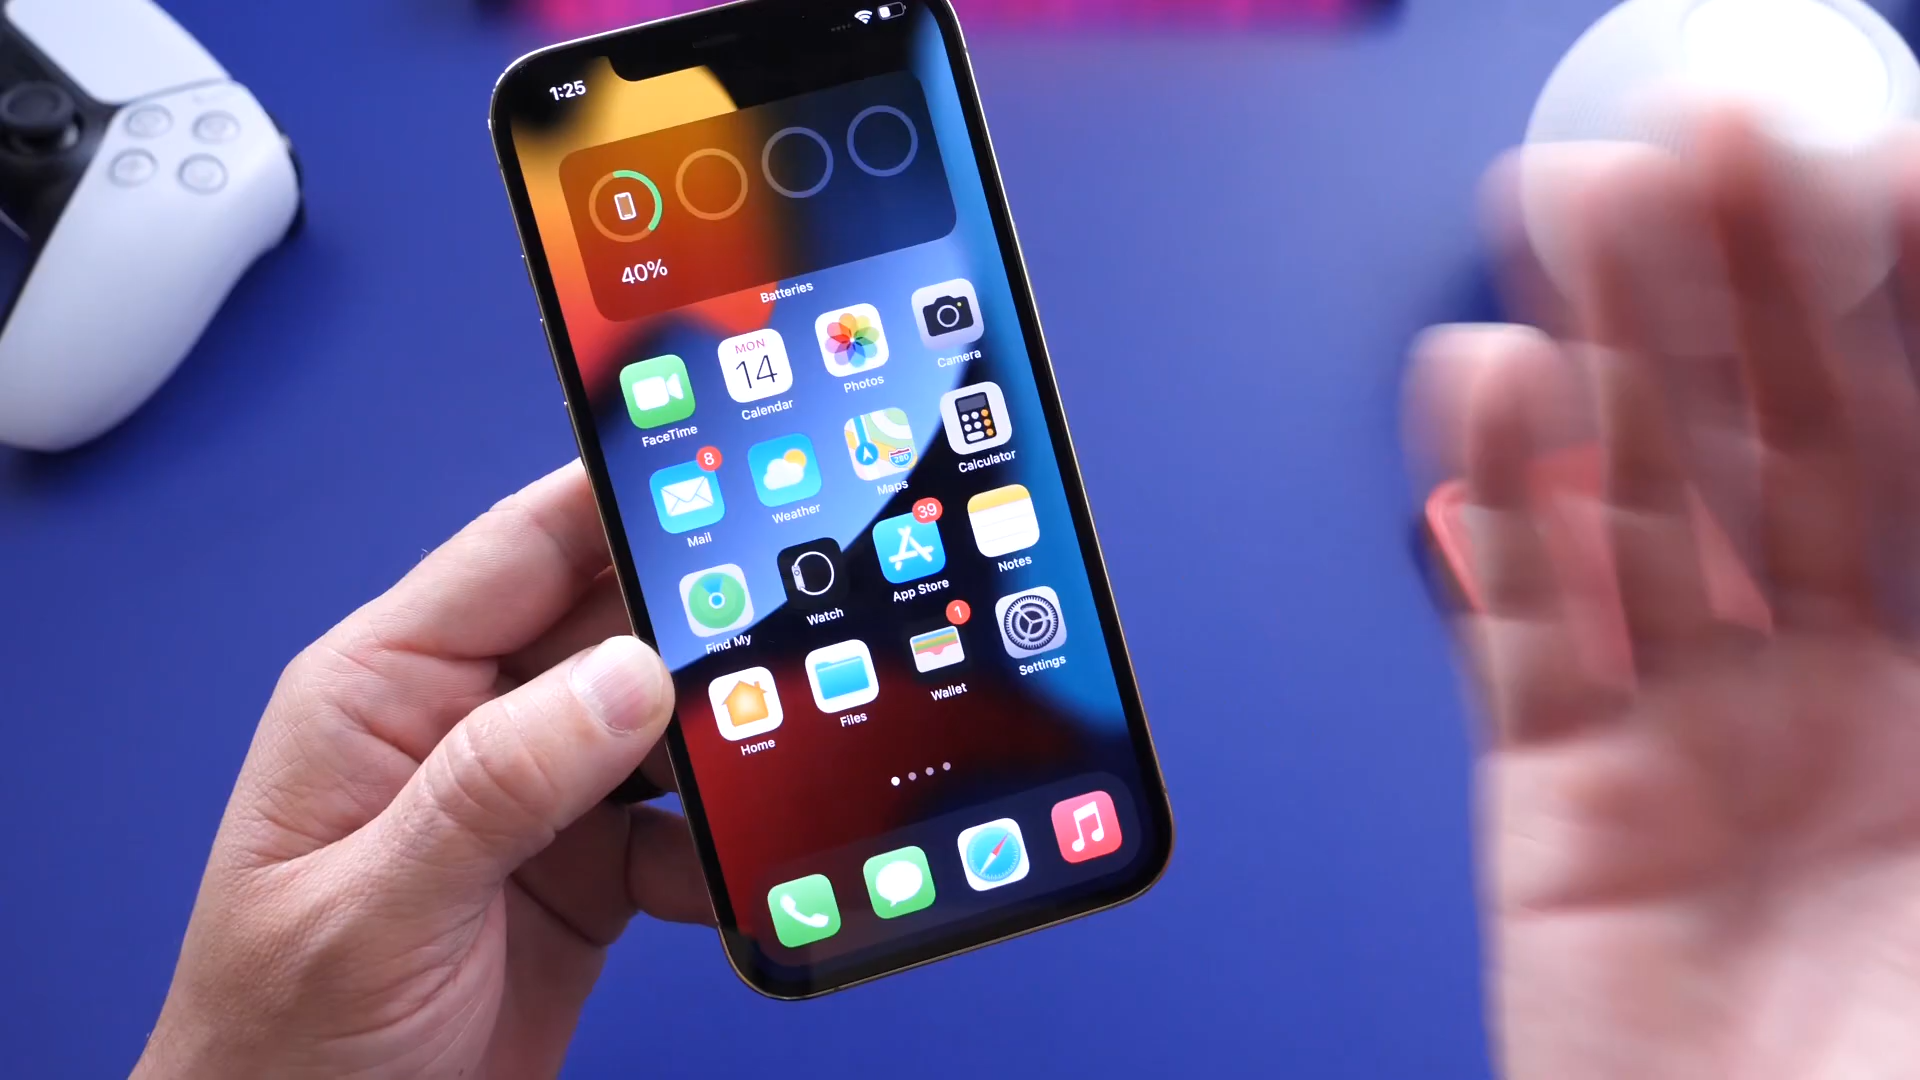 1:25
40%
Batteries
FaceTime
MON
14
Calendar
Photos
Camera
8
Mail
Weather
280
Maps
Calculator
Find My
Watch
39
App Store
Notes
Home
Files
1
Wallet
Settings